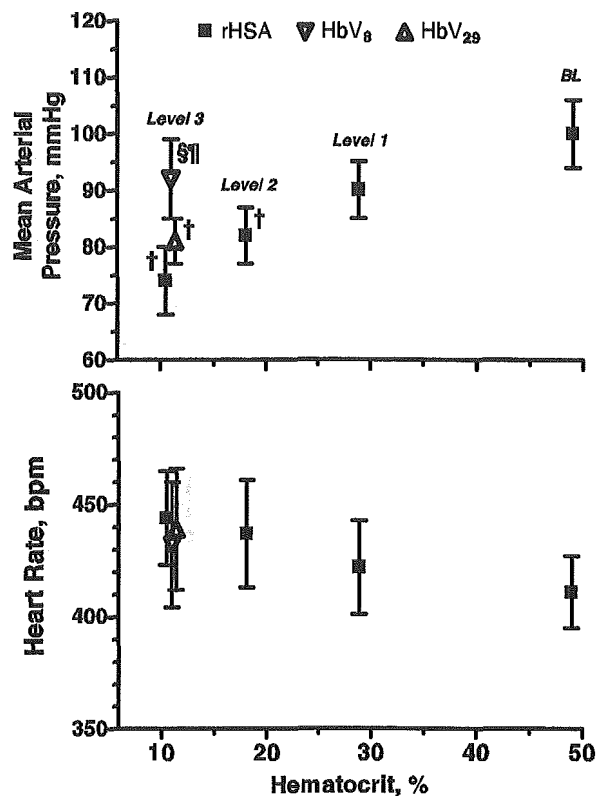 rHSA HbV8 HbV29
Mean Arterial
Pressure, mmHg
120
110
100
90
80
70
60
BL
Level 3
§¶
Level 1
Level 2
†
†
†
Heart Rate, bpm
500
450
400
350
10 20 30 40 50
Hematocrit, %